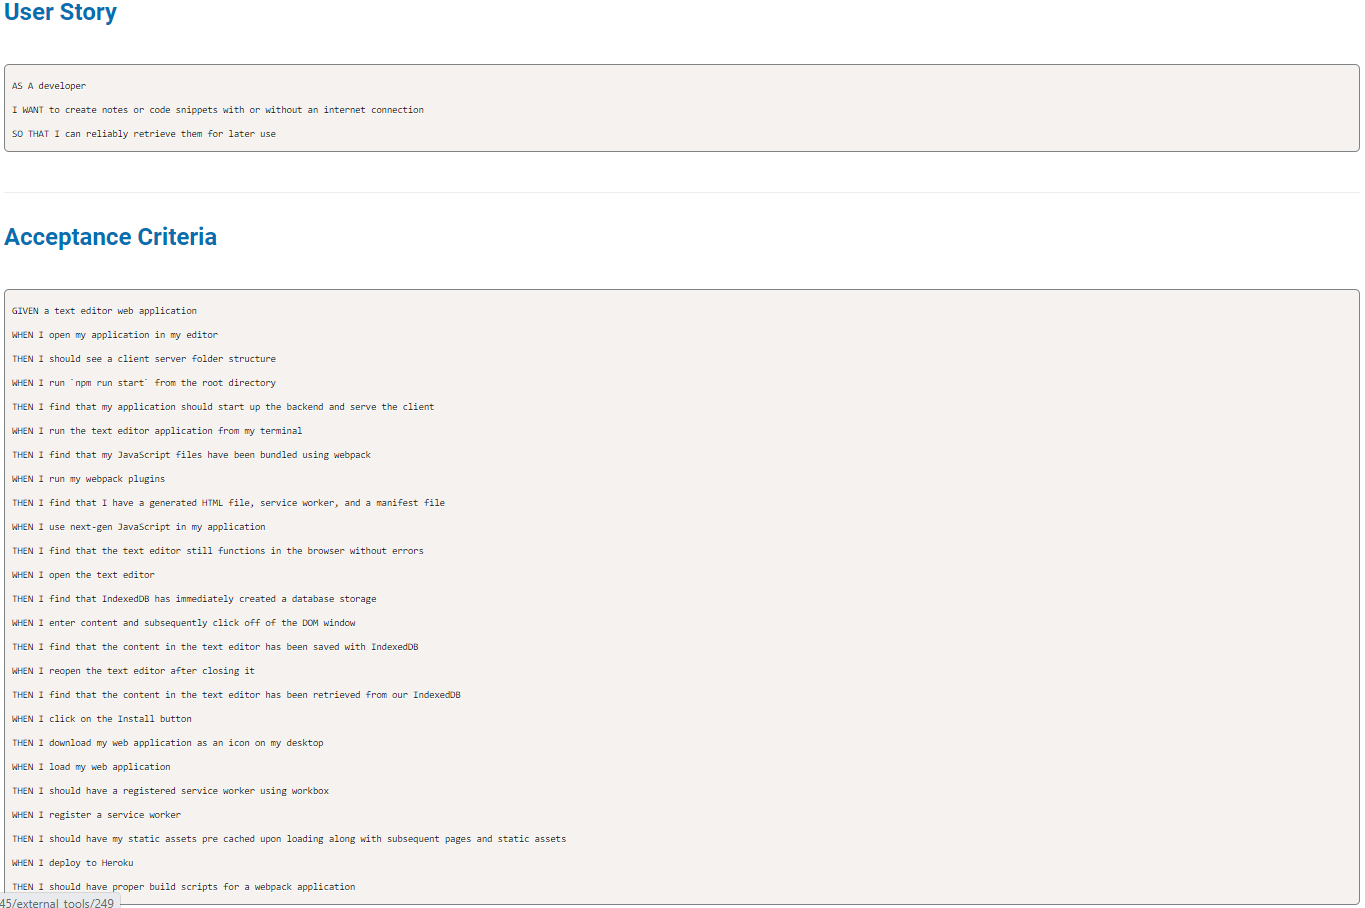 User Story
AS A developer
I WANT to create notes or code snippets with or without an internet connection
SO THAT I can reliably retrieve them for later use
Acceptance Criteria
GIVEN a text editor web application
WHEN I open my application in my editor
THEN I should see a client server folder structure
WHEN I run `npm run start` from the root directory
THEN I find that my application should start up the backend and serve the client
WHEN I run the text editor application from my terminal
THEN I find that my JavaScript files have been bundled using webpack
WHEN I run my webpack plugins
THEN I find that I have a generated HTML file, service worker, and a manifest file
WHEN I use next-gen JavaScript in my application
THEN I find that the text editor still functions in the browser without errors
WHEN I open the text editor
THEN I find that IndexedDB has immediately created a database storage
WHEN I enter content and subsequently click off of the DOM window
THEN I find that the content in the text editor has been saved with IndexedDB
WHEN I reopen the text editor after closing it
THEN I find that the content in the text editor has been retrieved from our IndexedDB
WHEN I click on the Install button
THEN I download my web application as an icon on my desktop
WHEN I load my web application
THEN I should have a registered service worker using workbox
WHEN I register a service worker
THEN I should have my static assets pre cached upon loading along with subsequent pages and static assets
WHEN I deploy to Heroku
THEN I should have proper build scripts for a webpack application
45/external_tools/249